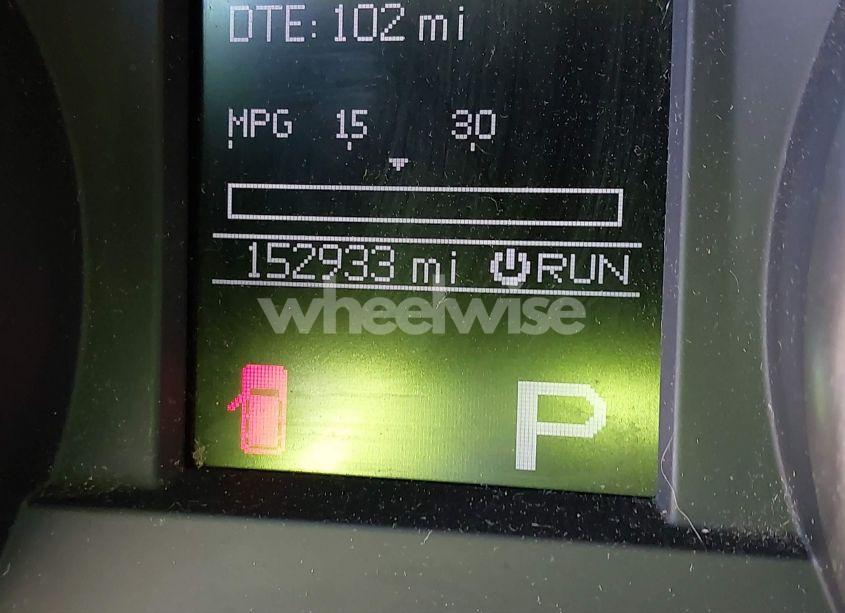 DTE: 102 mi
MPG 15 30
152933 mi RUN
wheelwise
P